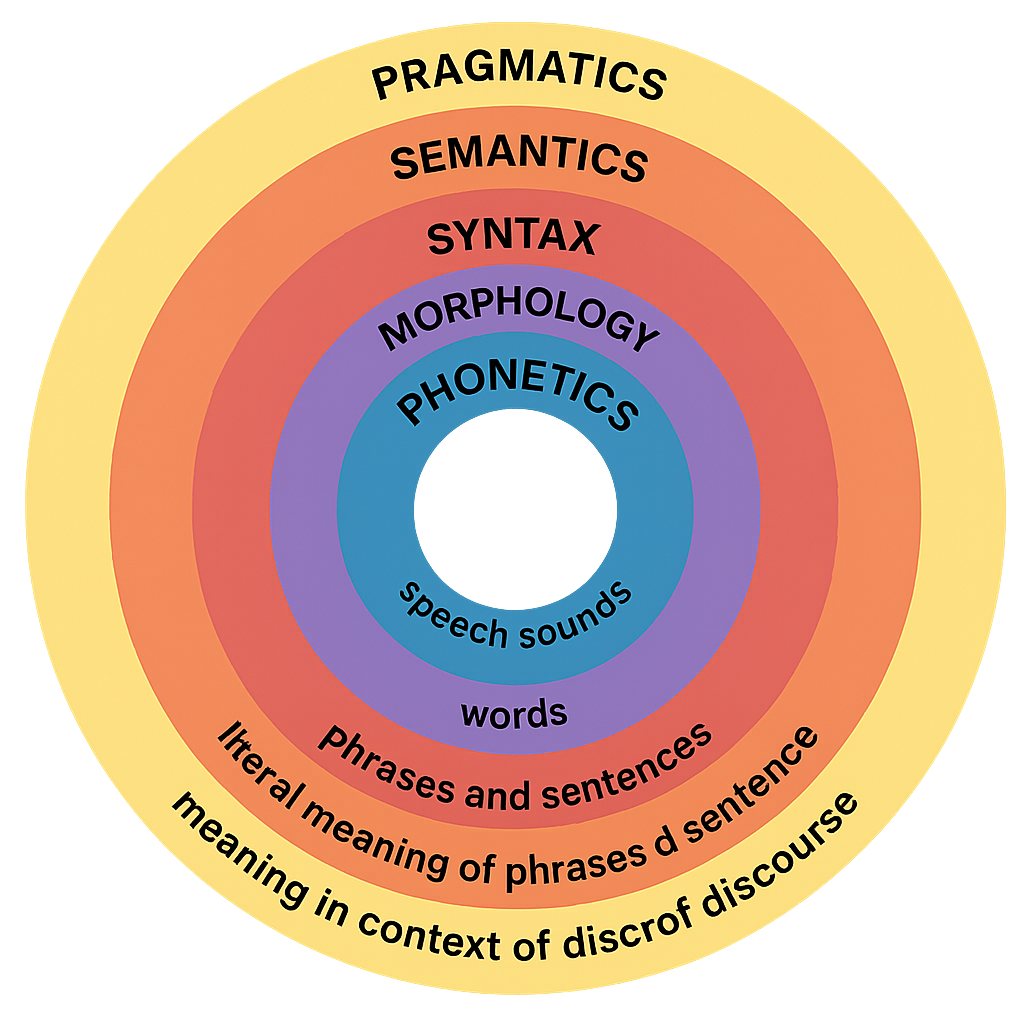 PRAGMATICS
SEMANTICS
SYNTAX
MORPHOLOGY
PHONETICS
speech sounds
words
phrases and sentences
literal meaning of phrases d sentence
meaning in context of discrof discourse